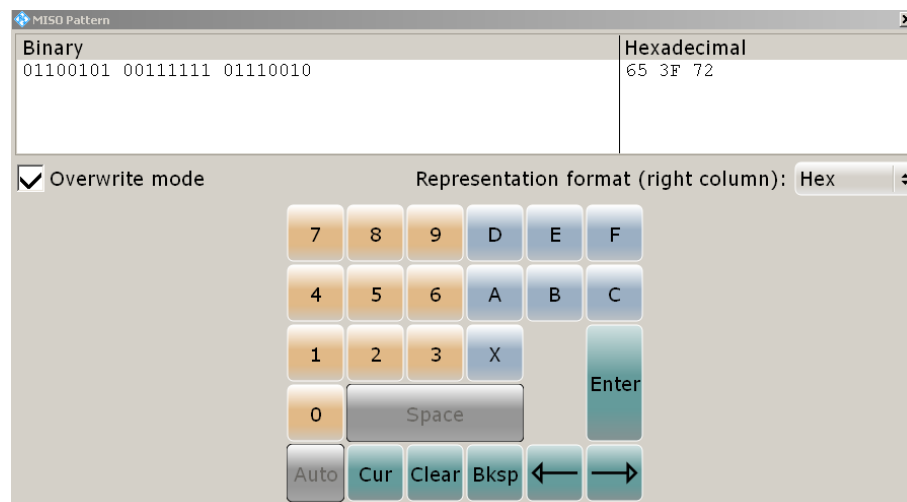 MISO Pattern
Binary Hexadecimal
01100101 00111111 01110010 65 3F 72
Overwrite mode Representation format (right column): Hex
7 8 9 D E F
4 5 6 A B C
1 2 3 X
Enter
0 Space
Auto Cur Clear Bksp